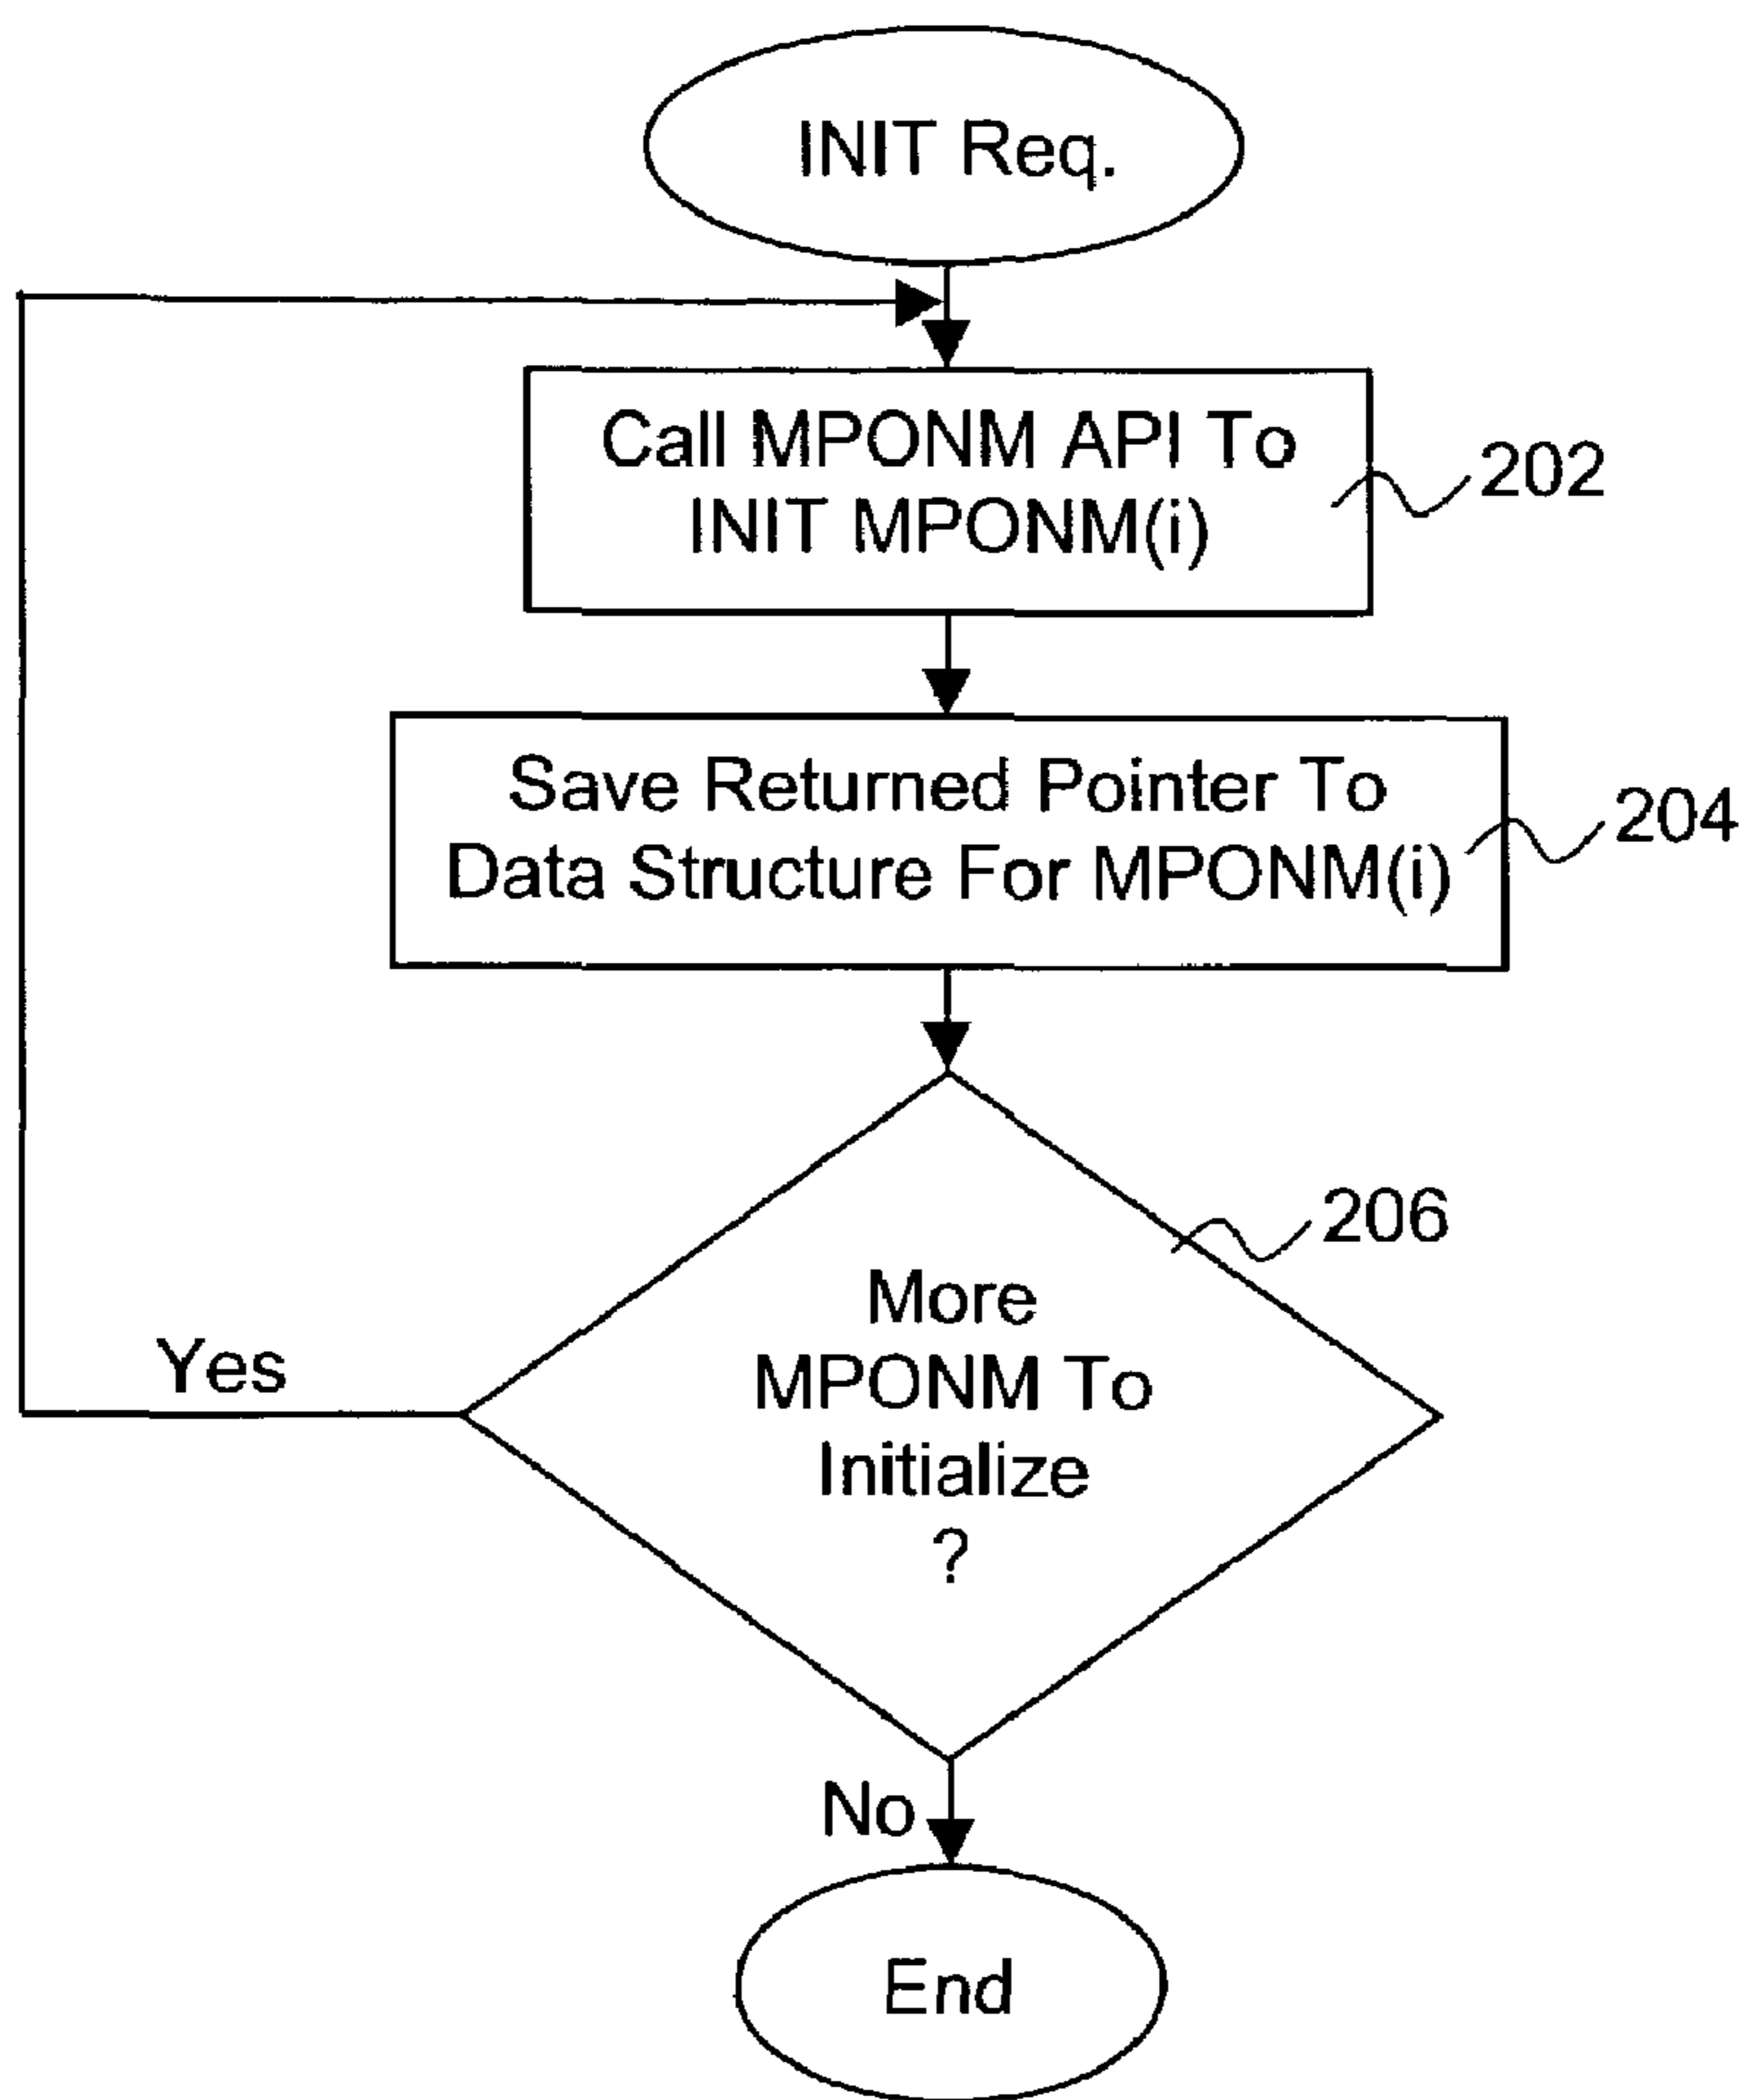 INIT Req.
Call MPONM API To
INIT MPONM(i)
202
Save Returned Pointer To
Data Structure For MPONM(i)
204
206
More
MPONM To
Initialize
?
Yes
No
End